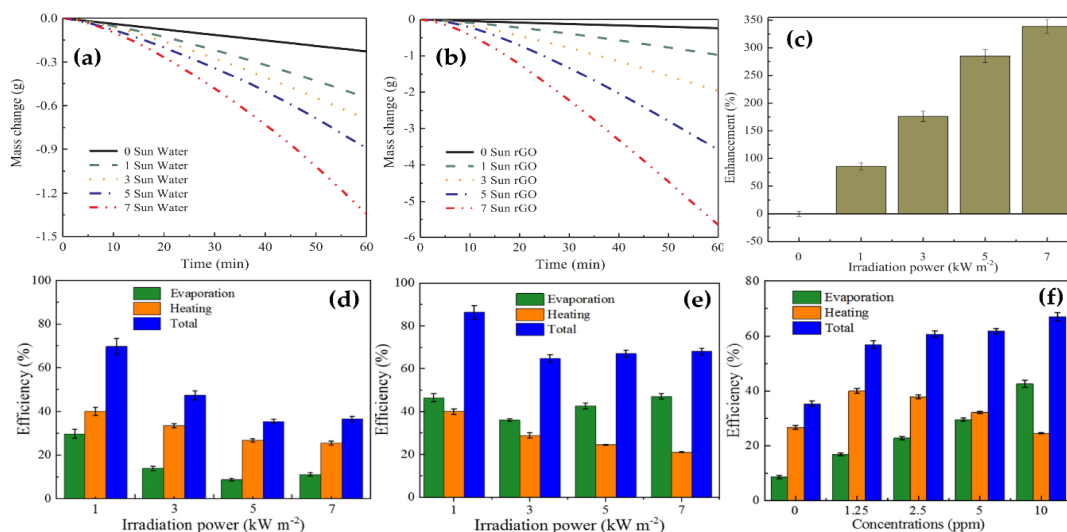 0.0
-0.3
-0.6
-0.9
-1.2
-1.5
Mass change (g)
(a)
0 Sun Water
1 Sun Water
3 Sun Water
5 Sun Water
7 Sun Water
0 10 20 30 40 50 60
Time (min)
0
-1
-2
-3
-4
-5
-6
Mass change (g)
(b)
0 Sun rGO
1 Sun rGO
3 Sun rGO
5 Sun rGO
7 Sun rGO
0 10 20 30 40 50 60
Time (min)
350
300
250
200
150
100
50
0
-50
Enhancement (%)
(c)
0 1 3 5 7
Irradiation power (kW m-2)
100
80
60
40
20
0
Efficiency (%)
Evaporation
Heating
Total
(d)
1 3 5 7
Irradiation power (kW m-2)
100
80
60
40
20
0
Efficiency (%)
Evaporation
Heating
Total
(e)
1 3 5 7
Irradiation power (kW m-2)
80
60
40
20
0
Efficiency (%)
Evaporation
Heating
Total
(f)
0 1.25 2.5 5 10
Concentrations (ppm)